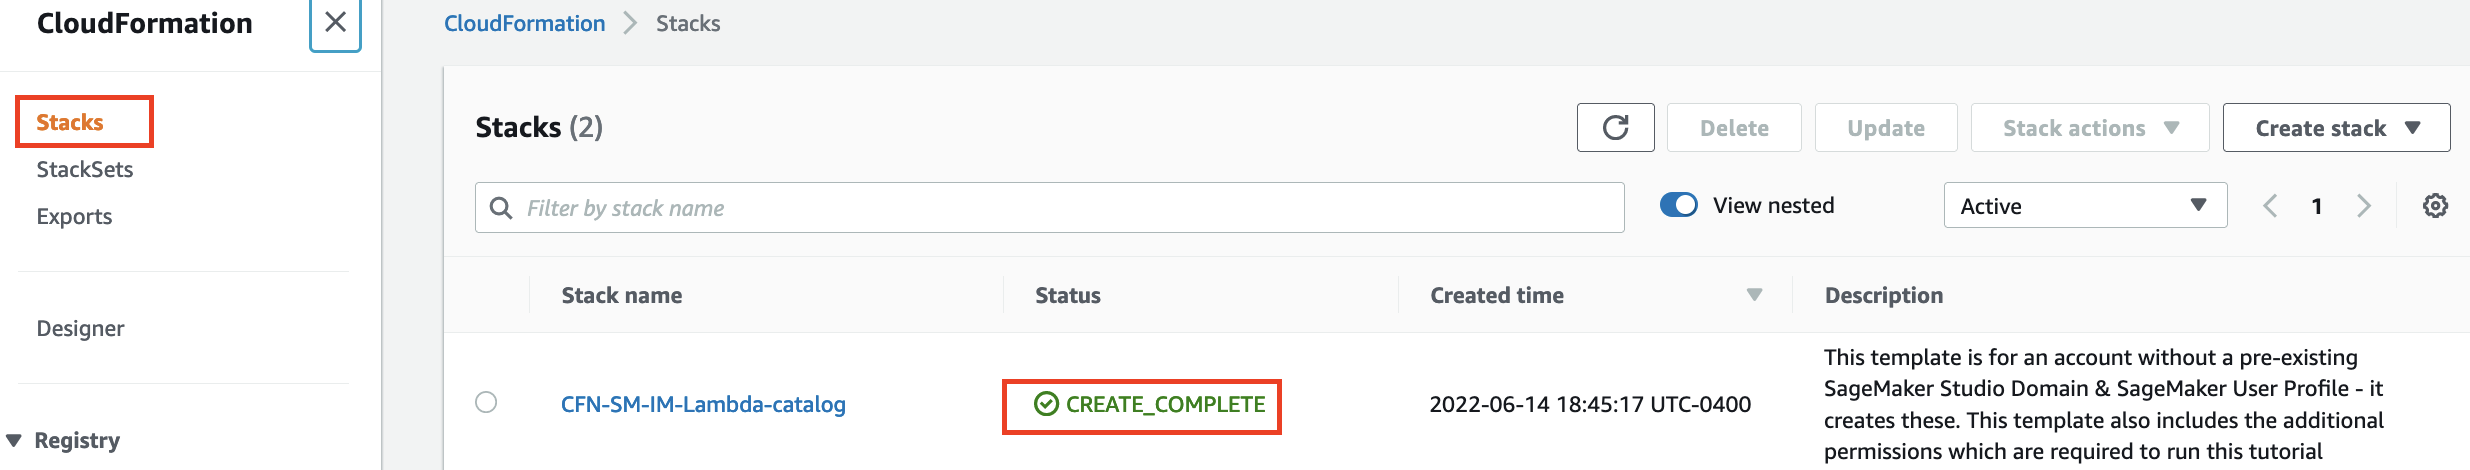 CloudFormation
Stacks
StackSets
Exports
Designer
Registry
CloudFormation Stacks
Stacks (2)
Delete Update Stack actions Create stack
Filter by stack name View nested Active 1
Stack name Status Created time Description
CFN-SM-IM-Lambda-catalog CREATE_COMPLETE 2022-06-14 18:45:17 UTC-0400
This template is for an account without a pre-existing
SageMaker Studio Domain & SageMaker User Profile - it
creates these. This template also includes the additional
permissions which are required to run this tutorial